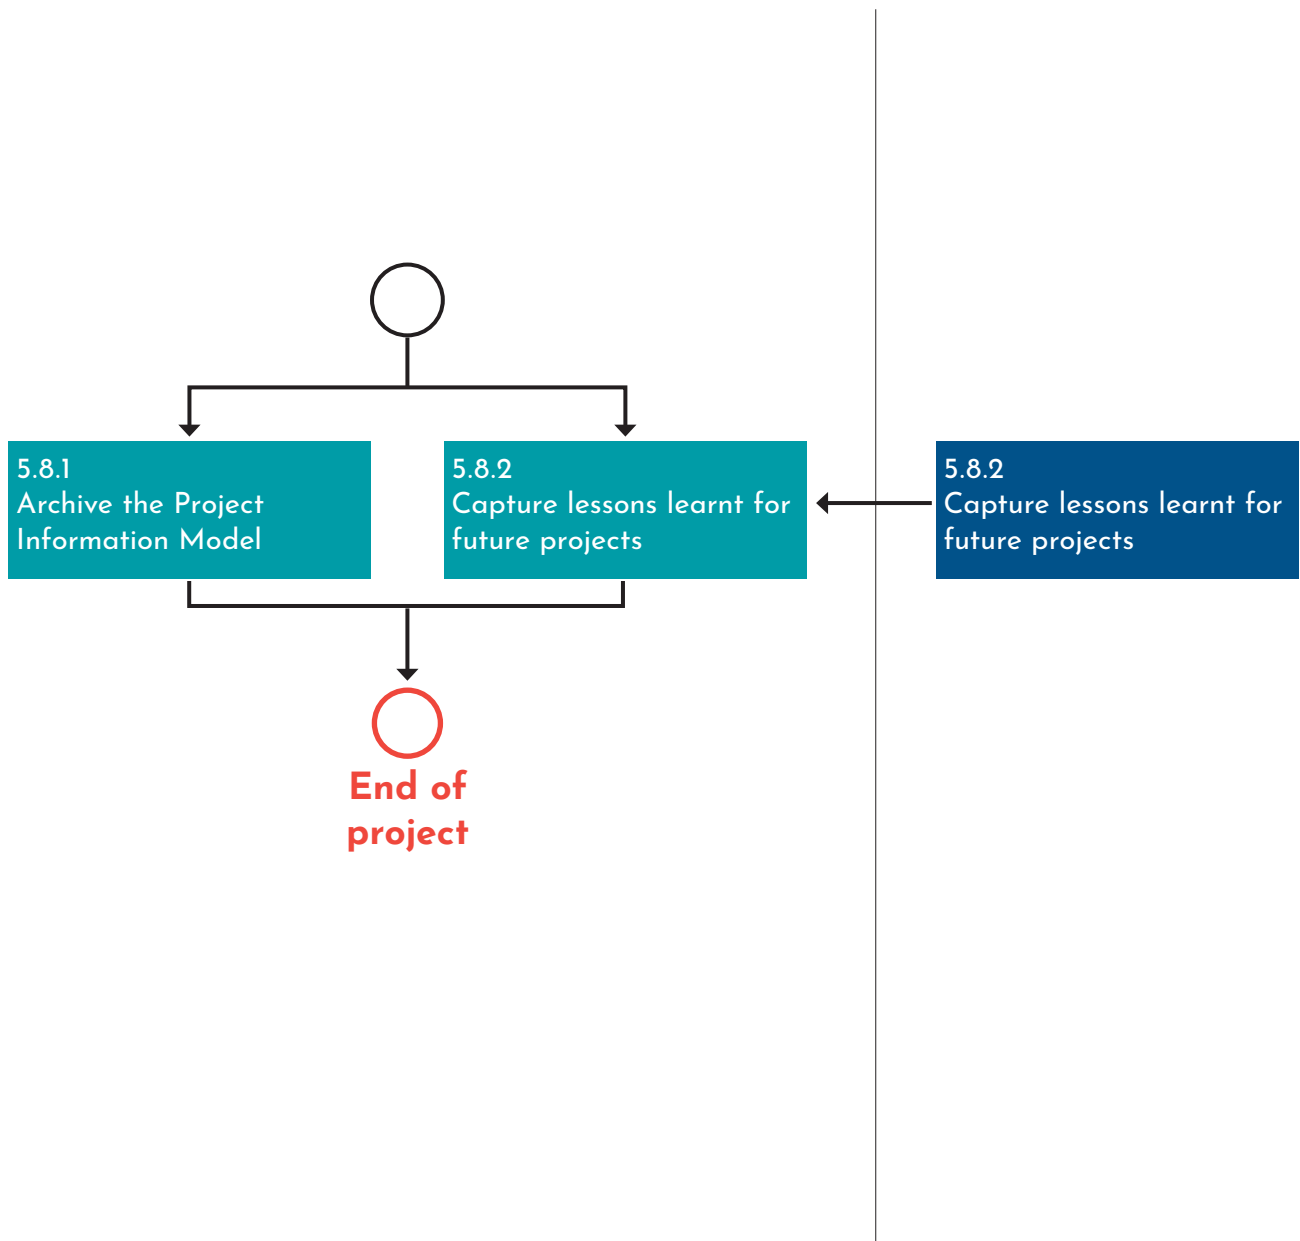 5.8.1
Archive the Project
Information Model
5.8.2
Capture lessons learnt for
future projects
5.8.2
Capture lessons learnt for
future projects
End of
project